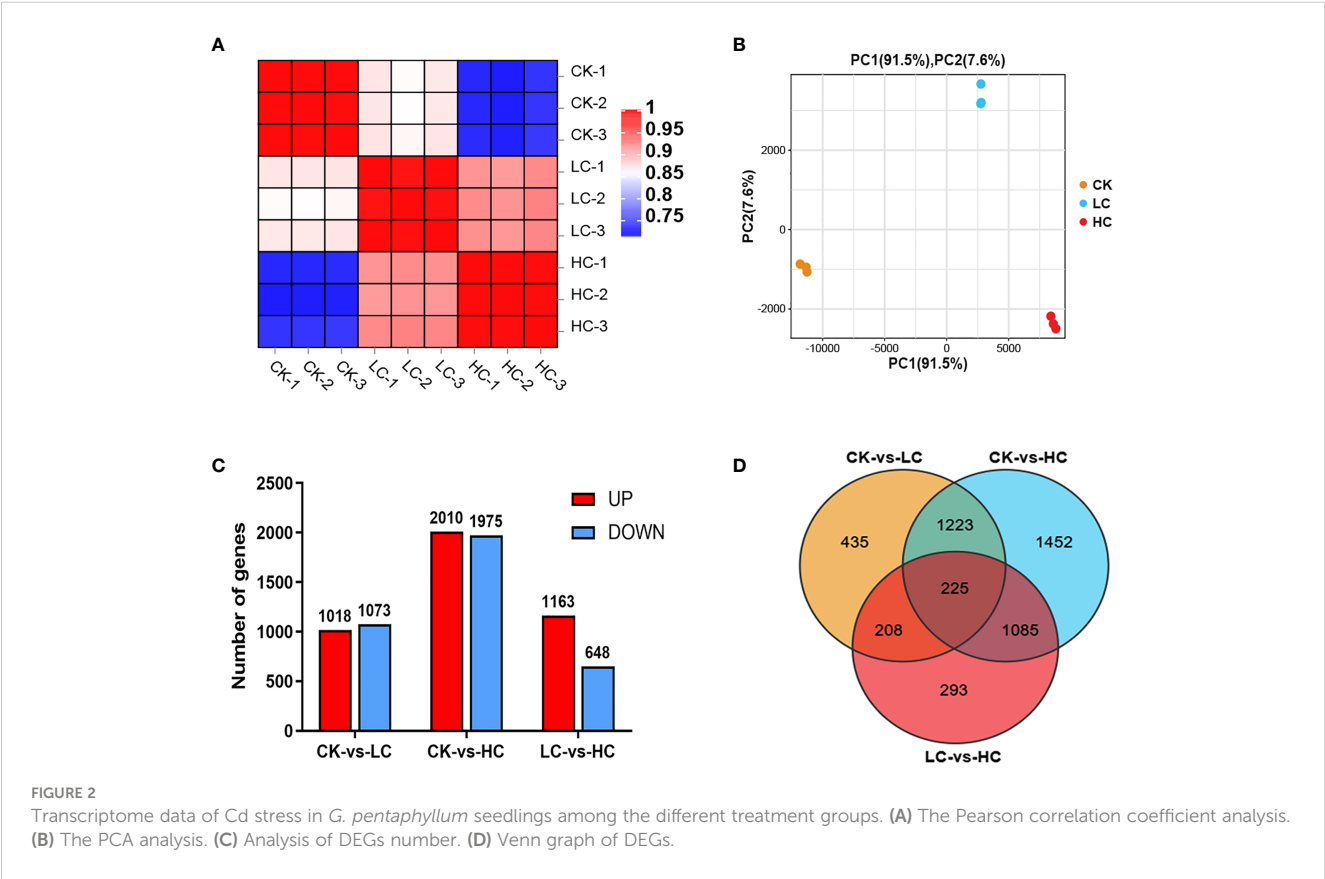 A
CK-1
CK-2
CK-3
LC-1
LC-2
LC-3
HC-1
HC-2
HC-3
CK-1
CK-2
CK-3
LC-1
LC-2
LC-3
HC-1
HC-2
HC-3
1
0.95
0.9
0.85
0.8
0.75
B
PC1(91.5%),PC2(7.6%)
PC2(7.6%)
2000
0
-2000
-10000
-5000
0
5000
PC1(91.5%)
CK
LC
HC
C
Number of genes
2500
2000
1500
1000
500
0
1018
1073
2010
1975
1163
648
UP
DOWN
CK-vs-LC
CK-vs-HC
LC-vs-HC
D
CK-vs-LC
CK-vs-HC
435
1223
1452
225
208
1085
293
LC-vs-HC
FIGURE 2
Transcriptome data of Cd stress in G. pentaphyllum seedlings among the different treatment groups. (A) The Pearson correlation coefficient analysis.
(B) The PCA analysis. (C) Analysis of DEGs number. (D) Venn graph of DEGs.